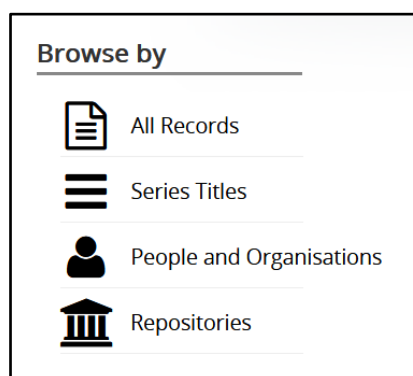 Browse by
All Records
Series Titles
People and Organisations
Repositories